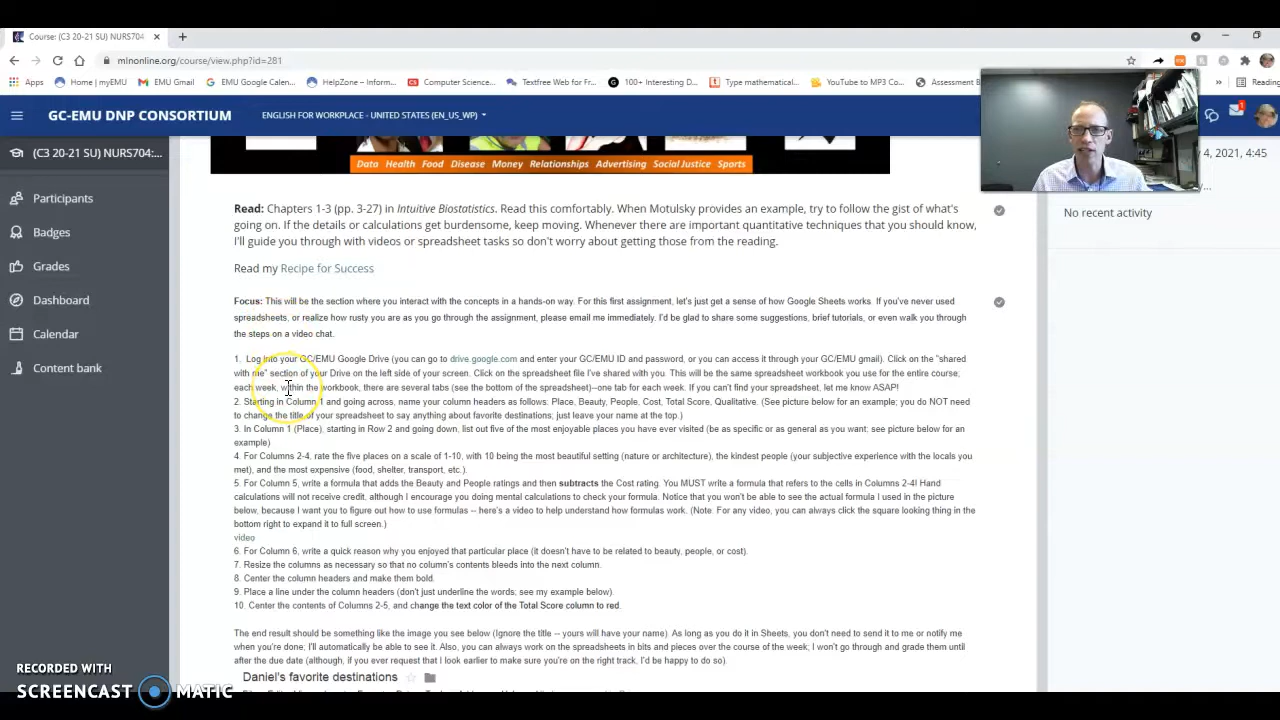 Course: (C3 20-21 SU) NURS704
mlnonline.org/course/view.php?id=281
Apps
Home | myEMU
EMU Gmail
EMU Google Calen...
HelpZone – Inform...
Computer Science...
Textfree Web for Fr...
100+ Interesting D...
Type mathematical...
YouTube to MP3 Co...
Assessment B
»
Reading
GC-EMU DNP CONSORTIUM
ENGLISH FOR WORKPLACE - UNITED STATES (EN_US_WP)
(C3 20-21 SU) NURS704:...
Participants
Badges
Grades
Dashboard
Calendar
Content bank
Data Health Food Disease Money Relationships Advertising Social Justice Sports
y 4, 2021, 4:45
No recent activity
Read: Chapters 1-3 (pp. 3-27) in Intuitive Biostatistics. Read this comfortably. When Motulsky provides an example, try to follow the gist of what's
going on. If the details or calculations get burdensome, keep moving. Whenever there are important quantitative techniques that you should know,
I'll guide you through with videos or spreadsheet tasks so don't worry about getting those from the reading.
Read my Recipe for Success
Focus: This will be the section where you interact with the concepts in a hands-on way. For this first assignment, let's just get a sense of how Google Sheets works. If you've never used
spreadsheets, or realize how rusty you are as you go through the assignment, please email me immediately. I'd be glad to share some suggestions, brief tutorials, or even walk you through
the steps on a video chat.
1. Log into your GC/EMU Google Drive (you can go to drive.google.com and enter your GC/EMU ID and password, or you can access it through your GC/EMU gmail). Click on the "shared
with me" section of your Drive on the left side of your screen. Click on the spreadsheet file I've shared with you. This will be the same spreadsheet workbook you use for the entire course;
each week, within the workbook, there are several tabs (see the bottom of the spreadsheet)--one tab for each week. If you can't find your spreadsheet, let me know ASAP!
2. Starting in Column 1 and going across, name your column headers as follows: Place, Beauty, People, Cost, Total Score, Qualitative. (See picture below for an example; you do NOT need
to change the title of your spreadsheet to say anything about favorite destinations; just leave your name at the top.)
3. In Column 1 (Place), starting in Row 2 and going down, list out five of the most enjoyable places you have ever visited (be as specific or as general as you want; see picture below for an
example)
4. For Columns 2-4, rate the five places on a scale of 1-10, with 10 being the most beautiful setting (nature or architecture), the kindest people (your subjective experience with the locals you
met), and the most expensive (food, shelter, transport, etc.).
5. For Column 5, write a formula that adds the Beauty and People ratings and then subtracts the Cost rating. You MUST write a formula that refers to the cells in Columns 2-4! Hand
calculations will not receive credit, although I encourage you doing mental calculations to check your formula. Notice that you won't be able to see the actual formula I used in the picture
below, because I want you to figure out how to use formulas -- here's a video to help understand how formulas work. (Note: For any video, you can always click the square looking thing in the
bottom right to expand it to full screen.)
video
6. For Column 6, write a quick reason why you enjoyed that particular place (it doesn't have to be related to beauty, people, or cost).
7. Resize the columns as necessary so that no column's contents bleeds into the next column.
8. Center the column headers and make them bold.
9. Place a line under the column headers (don't just underline the words; see my example below).
10. Center the contents of Columns 2-5, and change the text color of the Total Score column to red.
The end result should be something like the image you see below (Ignore the title -- yours will have your name). As long as you do it in Sheets, you don't need to send it to me or notify me
when you're done; I'll automatically be able to see it. Also, you can always work on the spreadsheets in bits and pieces over the course of the week; I won't go through and grade them until
after the due date (although, if you ever request that I look earlier to make sure you're on the right track, I'd be happy to do so).
Daniel's favorite destinations
RECORDED WITH
SCREENCAST MATIC